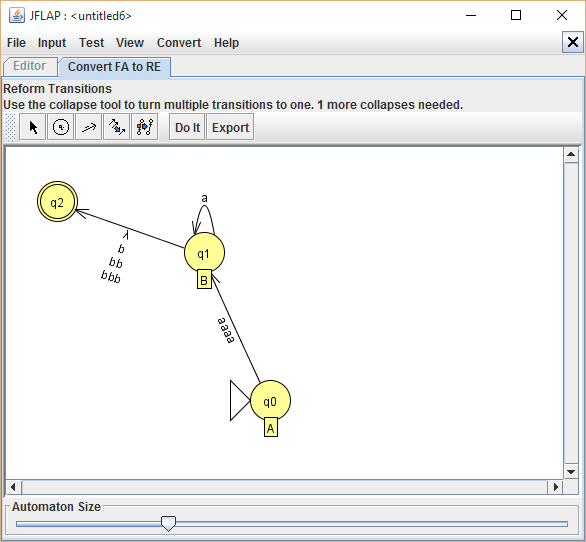 JFLAP : <untitled6>
File Input Test View Convert Help
Editor Convert FA to RE
Reform Transitions
Use the collapse tool to turn multiple transitions to one. 1 more collapses needed.
Do It Export
a
q2
q1
b
bb
bbb
B
aaaa
q0
A
Automaton Size